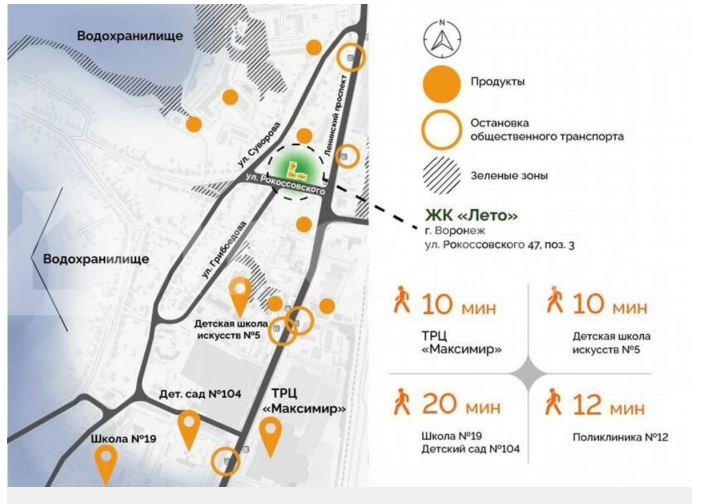 Водохранилище
ул. Суворова
Ленинский проспект
ул. Рокоссовского
ул. Грибоедова
Водохранилище
Детская школа
искусств №5
Дет. сад №104
ТРЦ
«Максимир»
Школа №19
N
Продукты
Остановка
общественного транспорта
Зеленые зоны
ЖК «Лето»
г. Воронеж
ул. Рокоссовского 47, поз. 3
10 мин
ТРЦ
«Максимир»
10 мин
Детская школа
искусств №5
20 мин
Школа №19
Детский сад №104
12 мин
Поликлиника №12